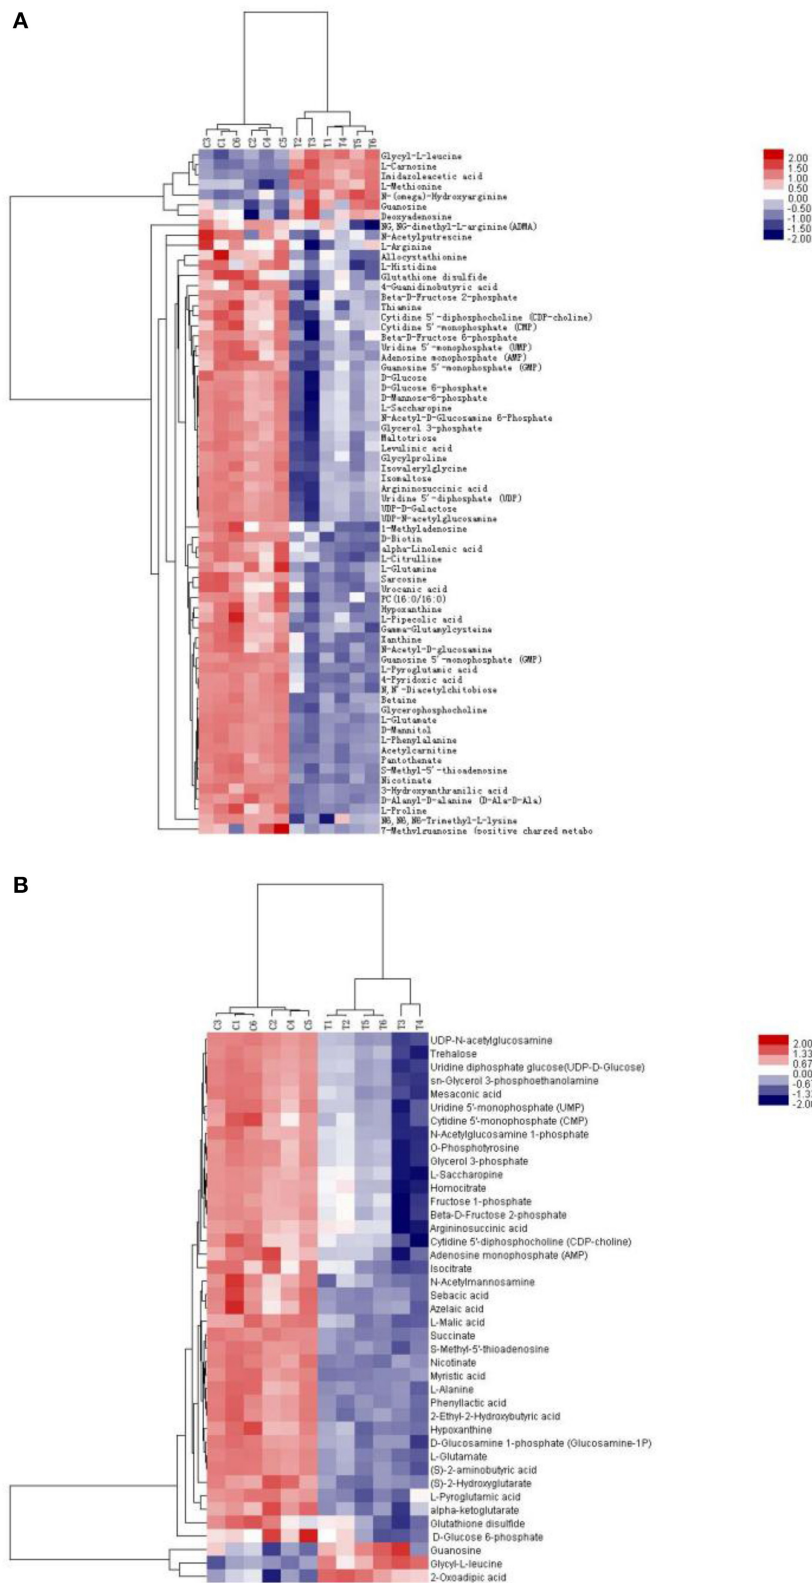 A
C3 C1 C6 C2 C4 C5 T2 T3 T1 T4 T5 T6
Glycyl-L-leucine
L-Carnosine
Imidazoleacetic acid
L-Methionine
N-(omega)-Hydroxyarginine
Guanosine
Deoxyadenosine
NG,NG-dimethyl-L-arginine(ADMA)
N-Acetylputrescine
L-Arginine
Allocystathionine
L-Histidine
Glutathione disulfide
4-Guanidinobutyric acid
Beta-D-Fructose 2-phosphate
Thiamine
Cytidine 5'-diphosphocholine (CDP-choline)
Cytidine 5'-monophosphate (CMP)
Beta-D-Fructose 6-phosphate
Uridine 5'-monophosphate (UMP)
Adenosine monophosphate (AMP)
Guanosine 5'-monophosphate (GMP)
D-Glucose
D-Glucose 6-phosphate
D-Mannose-6-phosphate
L-Saccharopine
N-Acetyl-D-Glucosamine 6-Phosphate
Glycerol 3-phosphate
Maltotriose
Levulinic acid
Glycylproline
Isovalerylglycine
Isomaltose
Argininosuccinic acid
Uridine 5'-diphosphate (UDP)
UDP-D-Galactose
UDP-N-acetylglucosamine
1-Methyladenosine
D-Biotin
alpha-Linolenic acid
L-Citrulline
L-Glutamine
Sarcosine
Urocanic acid
PC(16:0/16:0)
Hypoxanthine
L-Pipecolic acid
Gamma-Glutamylcysteine
Xanthine
N-Acetyl-D-glucosamine
Guanosine 5'-monophosphate (GMP)
L-Pyroglutamic acid
4-Pyridoxic acid
N,N'-Diacetylchitobiose
Betaine
Glycerophosphocholine
L-Glutamate
D-Mannitol
L-Phenylalanine
Acetylcarnitine
Pantothenate
S-Methyl-5'-thioadenosine
Nicotinate
3-Hydroxyanthranilic acid
D-Alanyl-D-alanine (D-Ala-D-Ala)
L-Proline
N6,N6,N6-Trimethyl-L-lysine
7-Methylguanosine (positive charged metabo
2.00
1.50
1.00
0.50
0.00
-0.50
-1.00
-1.50
-2.00
B
C3 C1 C6 C2 C4 C5 T1 T2 T5 T6 T3 T4
UDP-N-acetylglucosamine
Trehalose
Uridine diphosphate glucose(UDP-D-Glucose)
sn-Glycerol 3-phosphoethanolamine
Mesaconic acid
Uridine 5'-monophosphate (UMP)
Cytidine 5'-monophosphate (CMP)
N-Acetylglucosamine 1-phosphate
O-Phosphotyrosine
Glycerol 3-phosphate
L-Saccharopine
Homocitrate
Fructose 1-phosphate
Beta-D-Fructose 2-phosphate
Argininosuccinic acid
Cytidine 5'-diphosphocholine (CDP-choline)
Adenosine monophosphate (AMP)
Isocitrate
N-Acetylmannosamine
Sebacic acid
Azelaic acid
L-Malic acid
Succinate
S-Methyl-5'-thioadenosine
Nicotinate
Myristic acid
L-Alanine
Phenyllactic acid
2-Ethyl-2-Hydroxybutyric acid
Hypoxanthine
D-Glucosamine 1-phosphate (Glucosamine-1P)
L-Glutamate
(S)-2-aminobutyric acid
(S)-2-Hydroxyglutarate
L-Pyroglutamic acid
alpha-ketoglutarate
Glutathione disulfide
D-Glucose 6-phosphate
Guanosine
Glycyl-L-leucine
2-Oxoadipic acid
2.00
1.33
0.67
0.00
-0.67
-1.33
-2.00